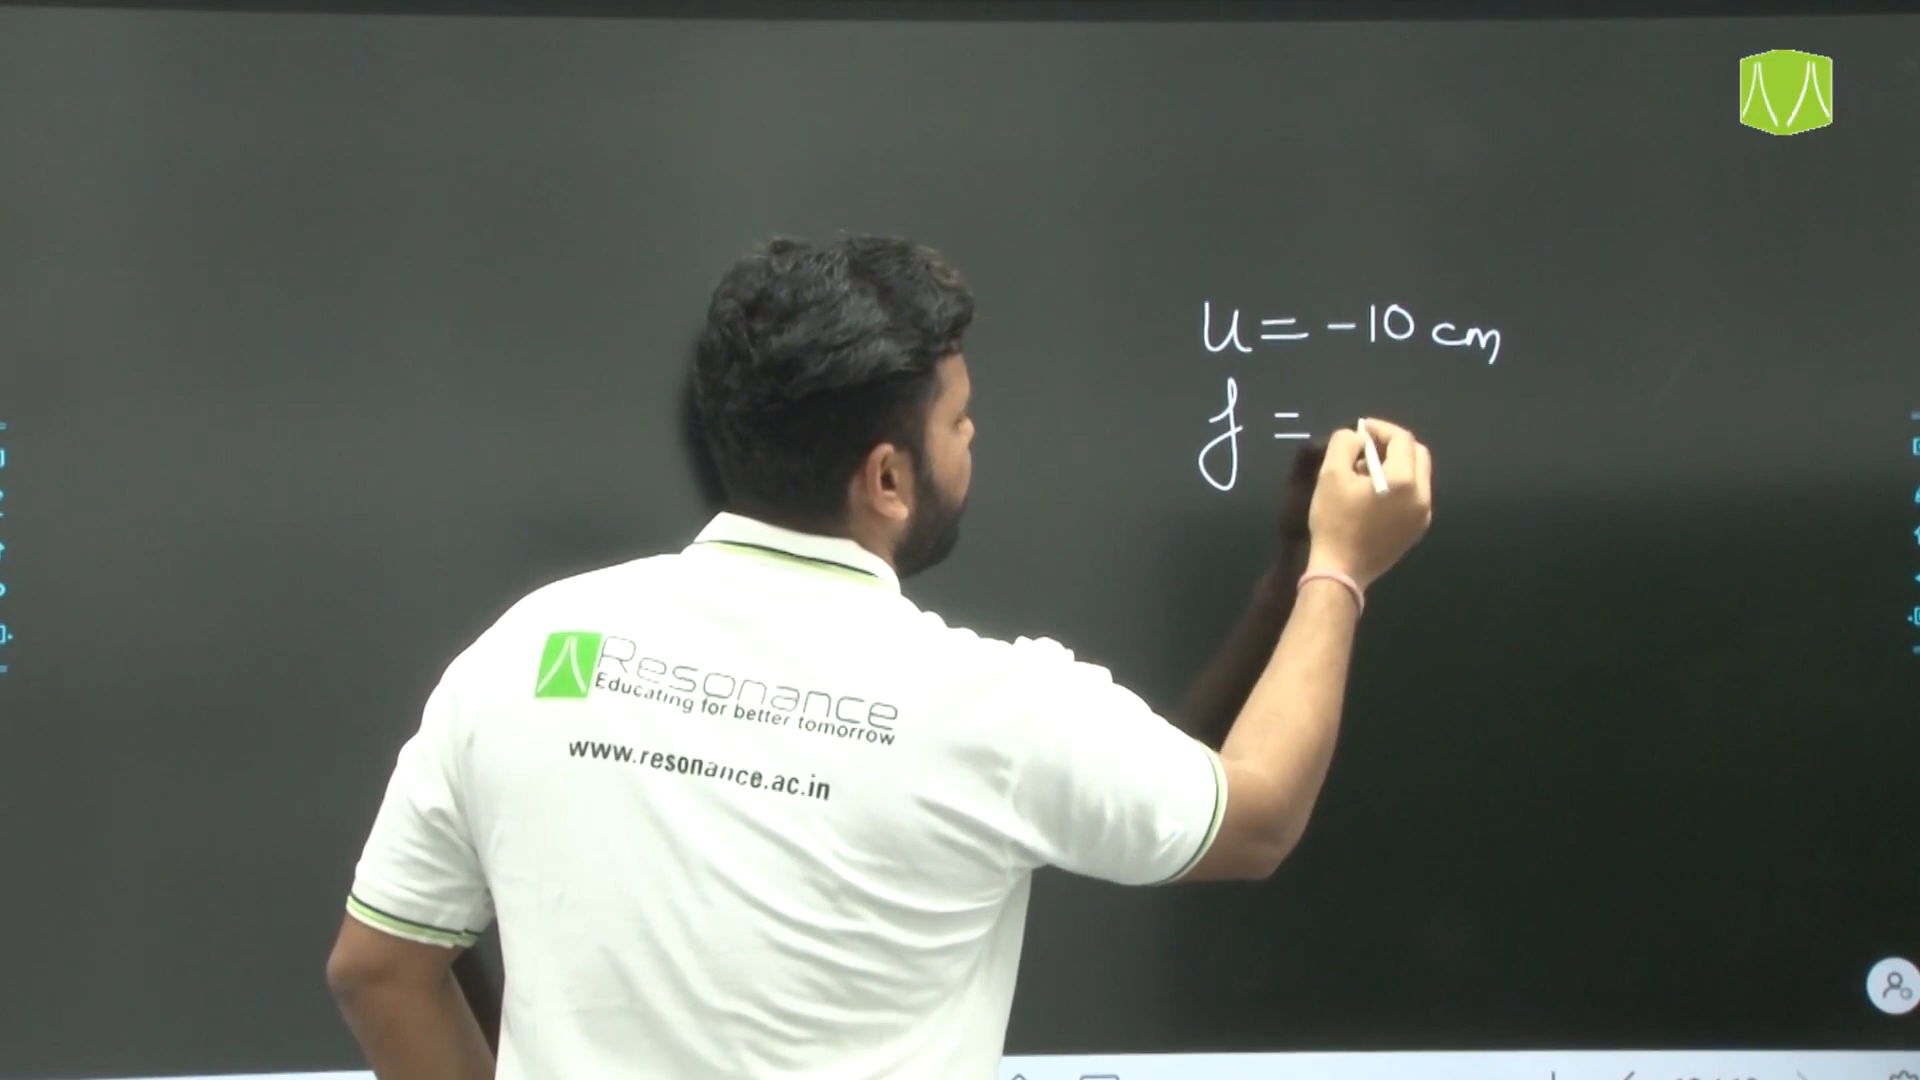 u = -10 cm
f =
Resonance
Educating for better tomorrow
www.resonance.ac.in